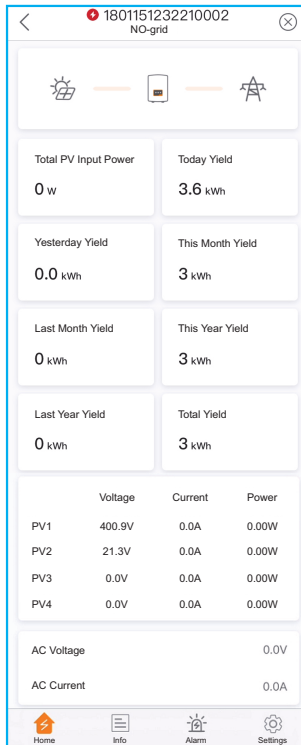 1801151232210002
NO-grid
Total PV Input Power
0 W
Today Yield
3.6 kWh
Yesterday Yield
0.0 kWh
This Month Yield
3 kWh
Last Month Yield
0 kWh
This Year Yield
3 kWh
Last Year Yield
0 kWh
Total Yield
3 kWh
Voltage Current Power
PV1 400.9V 0.0A 0.00W
PV2 21.3V 0.0A 0.00W
PV3 0.0V 0.0A 0.00W
PV4 0.0V 0.0A 0.00W
AC Voltage 0.0V
AC Current 0.0A
Home Info Alarm Settings